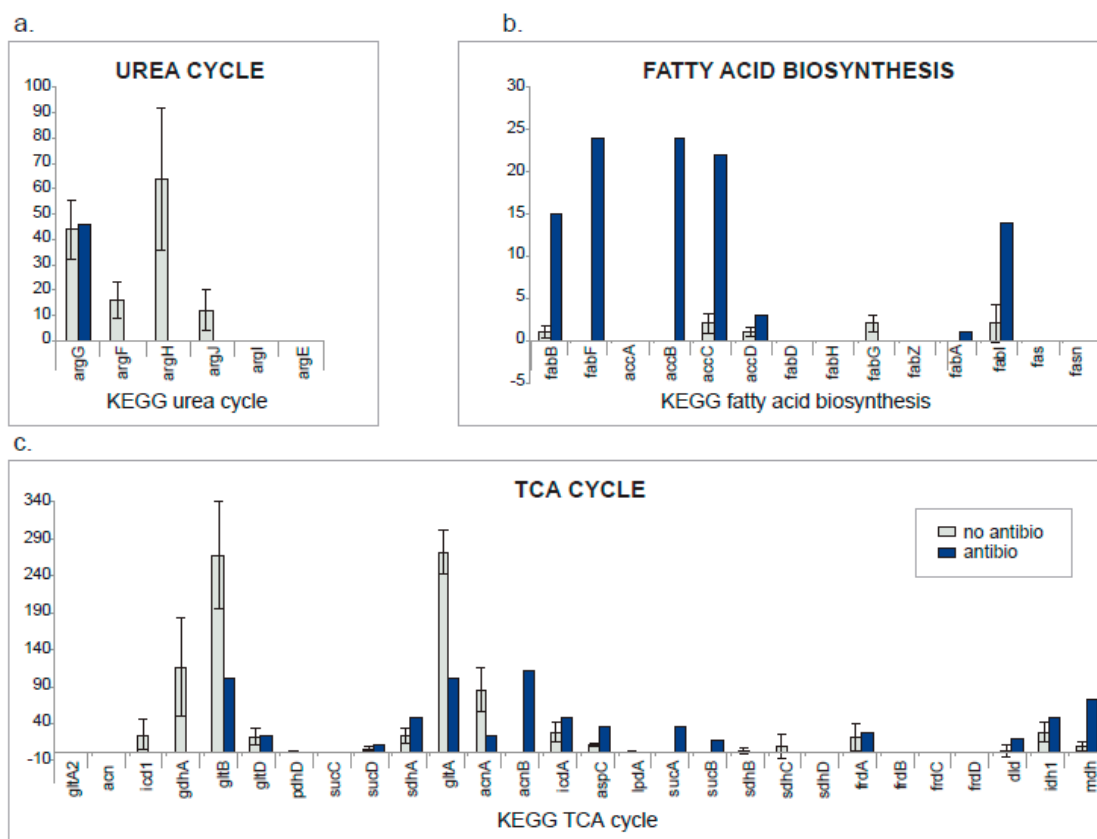 a.
UREA CYCLE
100
90
80
70
60
50
40
30
20
10
0
argG argF argH argJ argI argE
KEGG urea cycle
b.
FATTY ACID BIOSYNTHESIS
30
25
20
15
10
5
0
-5
fabB fabF accA accB accC accD fabD fabH fabG fabZ fabA fabI fas fasn
KEGG fatty acid biosynthesis
c.
TCA CYCLE
340
290
240
190
140
90
40
-10
no antibio
antibio
gltA2 acn icd1 gdhA gltB gltD pdhD sucC sucD sdhA gltA acnA acnB icdA aspC lpdA sucA sucB sdhB sdhC sdhD frdA frdB frdC frdD dld idh1 mdh
KEGG TCA cycle